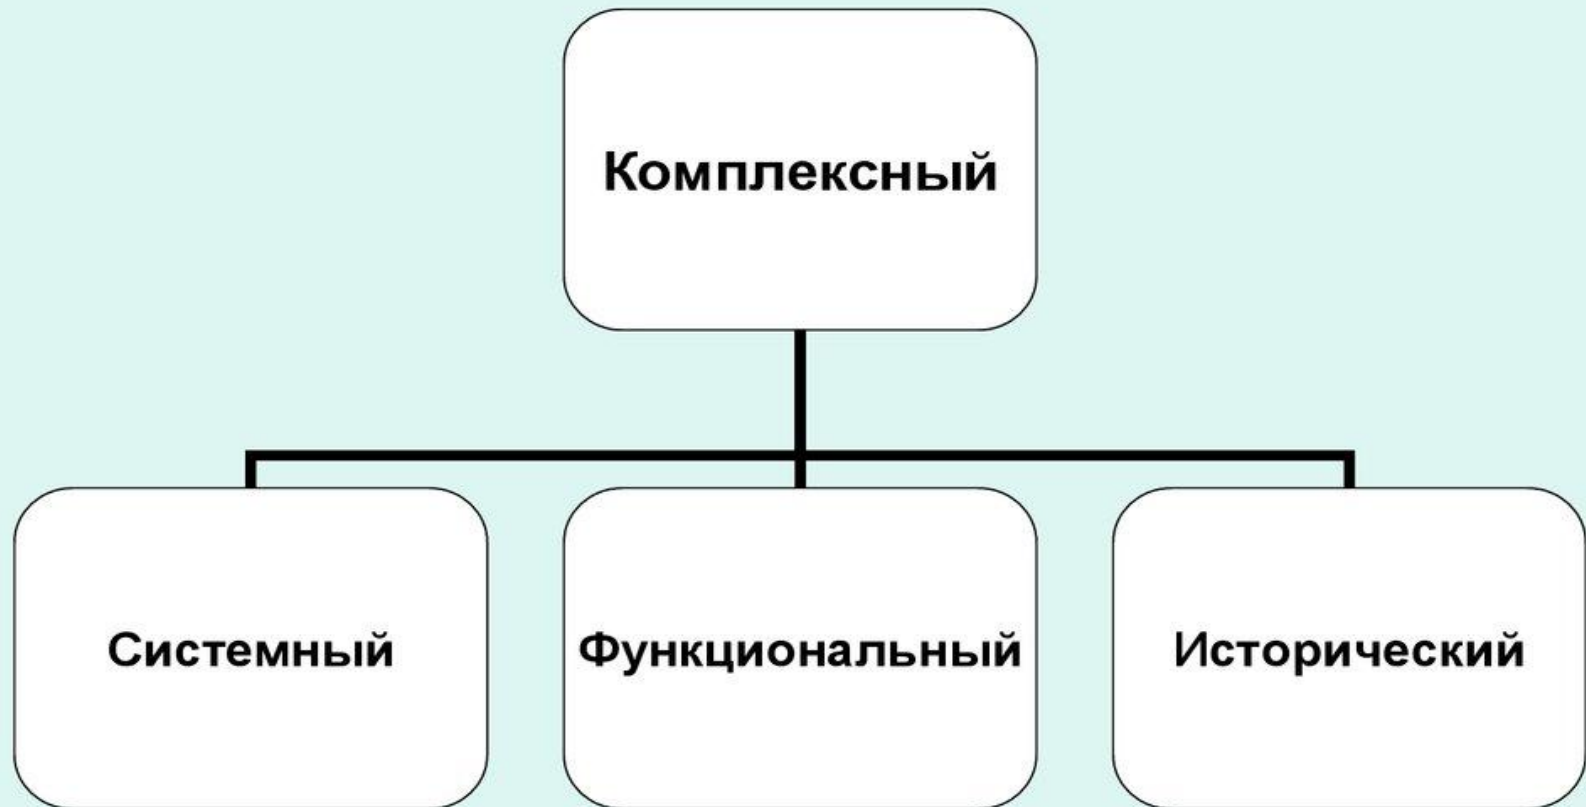 Комплексный
Системный
Функциональный
Исторический